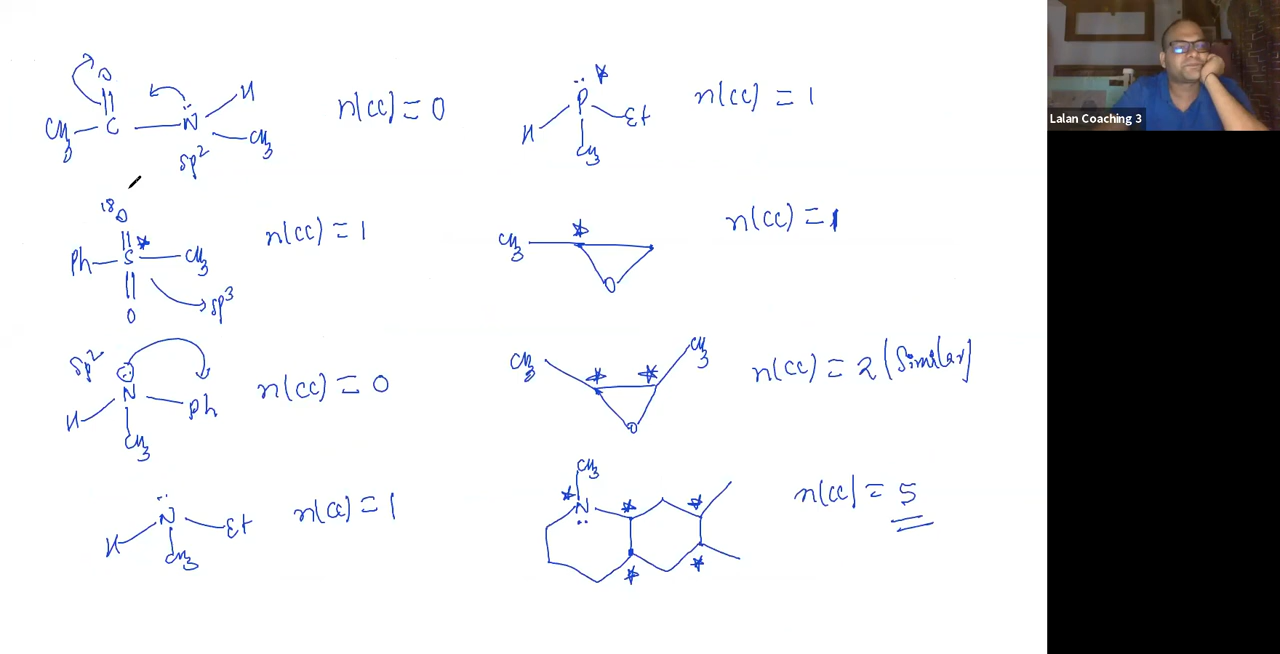 O
CH3 - C - N̈ H
CH3
sp2
n(CC) = 0
18O
Ph - S* - CH3
O
sp3
n(CC) = 1
sp2
H N̈ Ph
CH3
n(CC) = 0
H N̈ Et
CH3
n(CC) = 1
H P̈* Et
CH3
n(CC) = 1
CH3 *
O
n(CC) = 1
CH3 * * CH3
O
n(CC) = 2 (Similar)
CH3
* N̈ * *
* *
n(CC) = 5
Lalan Coaching 3